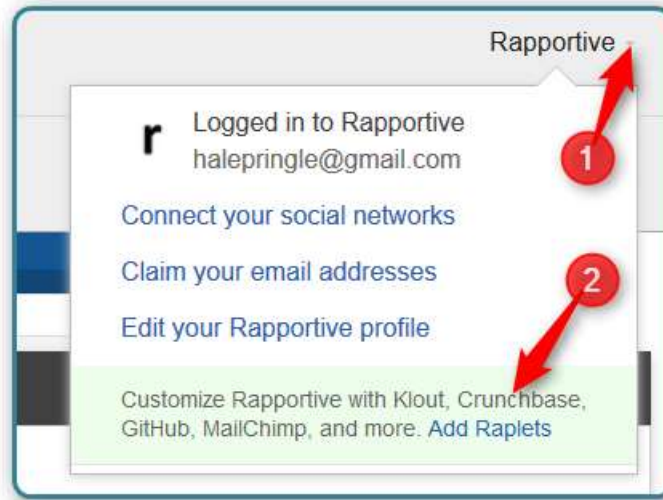 Rapportive
1
r Logged in to Rapportive
halepringle@gmail.com
Connect your social networks
Claim your email addresses
2
Edit your Rapportive profile
Customize Rapportive with Klout, Crunchbase,
GitHub, MailChimp, and more. Add Raplets